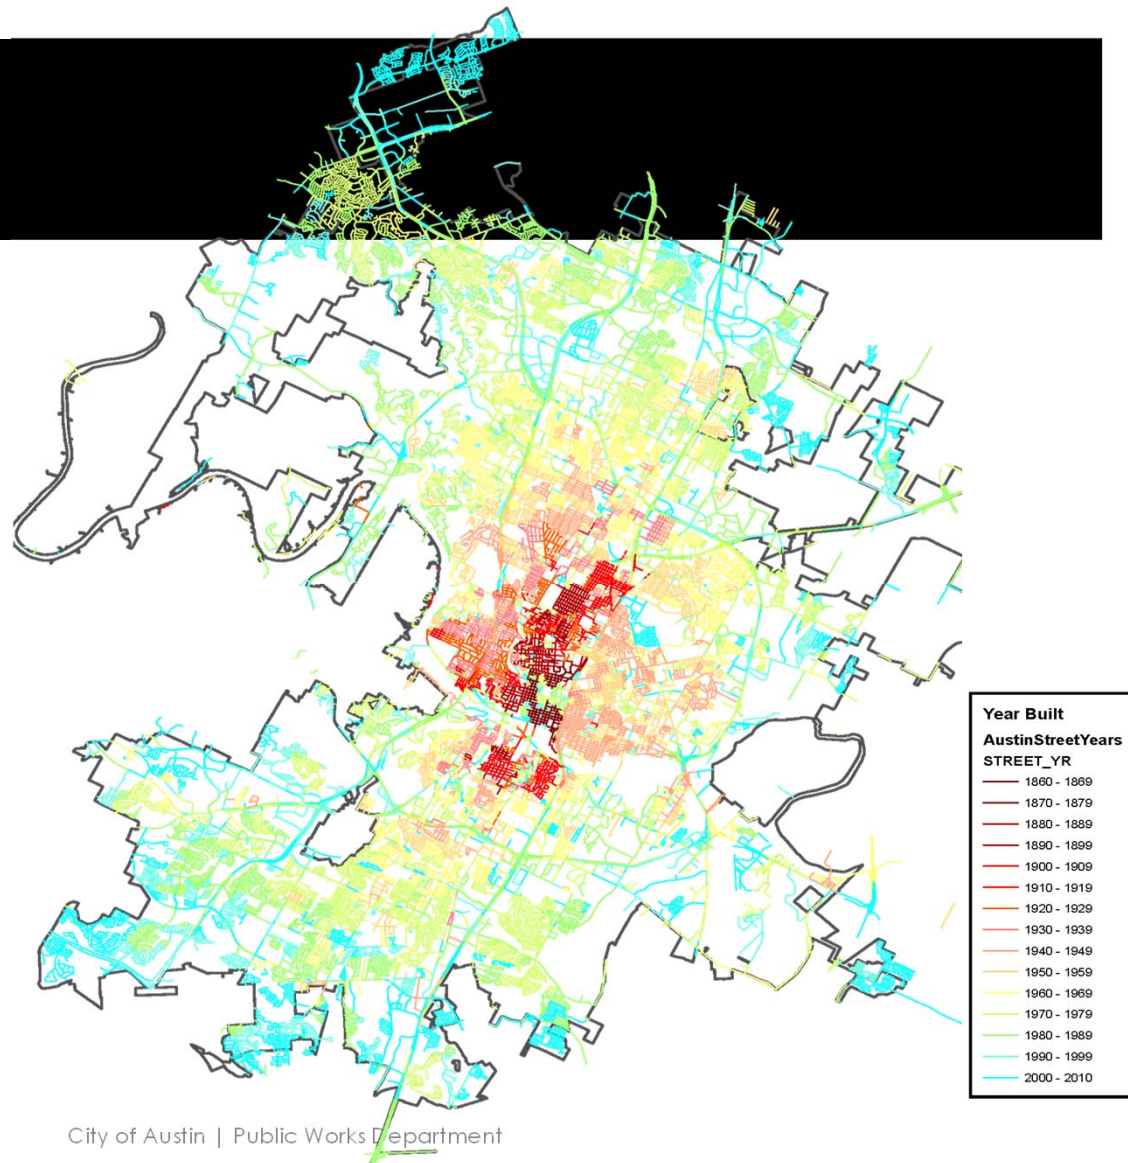 Year Built
AustinStreetYears
STREET_YR
1860 - 1869
1870 - 1879
1880 - 1889
1890 - 1899
1900 - 1909
1910 - 1919
1920 - 1929
1930 - 1939
1940 - 1949
1950 - 1959
1960 - 1969
1970 - 1979
1980 - 1989
1990 - 1999
2000 - 2010
City of Austin | Public Works Department